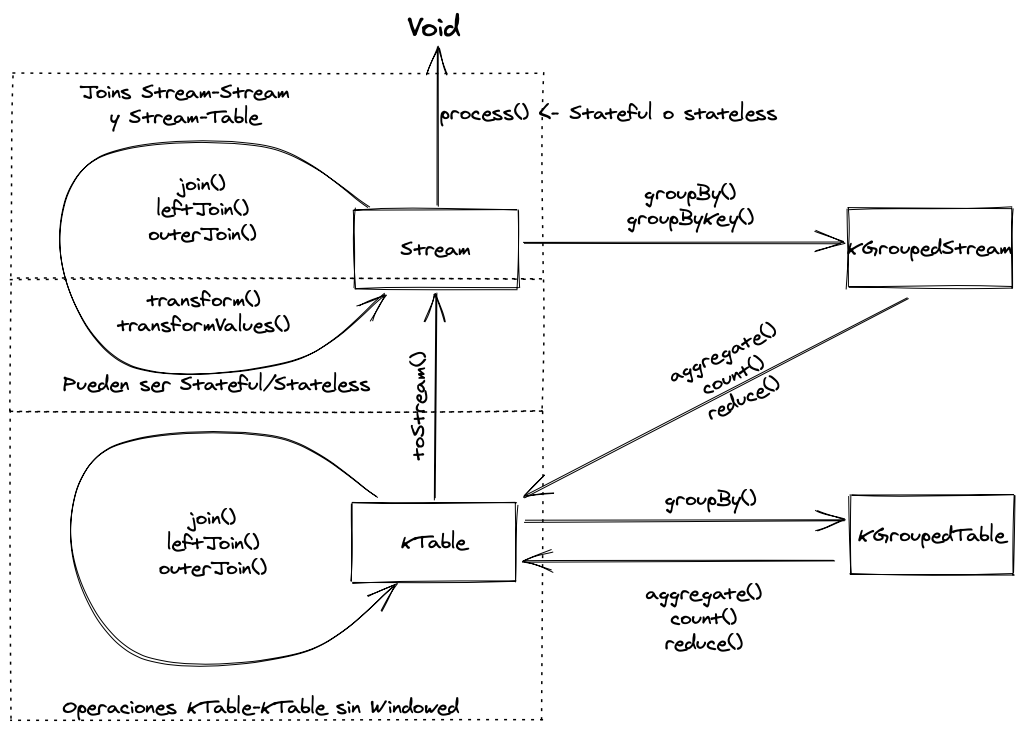 Void
Joins Stream-Stream
y Stream-Table
process() <- Stateful o stateless
join()
leftJoin()
outerJoin()
Stream
groupBy()
groupByKey()
KGroupedStream
transform()
transformValues()
Pueden ser Stateful/Stateless
toStream()
aggregate()
count()
reduce()
join()
leftJoin()
outerJoin()
KTable
groupBy()
KGroupedTable
aggregate()
count()
reduce()
Operaciones KTable-KTable sin Windowed